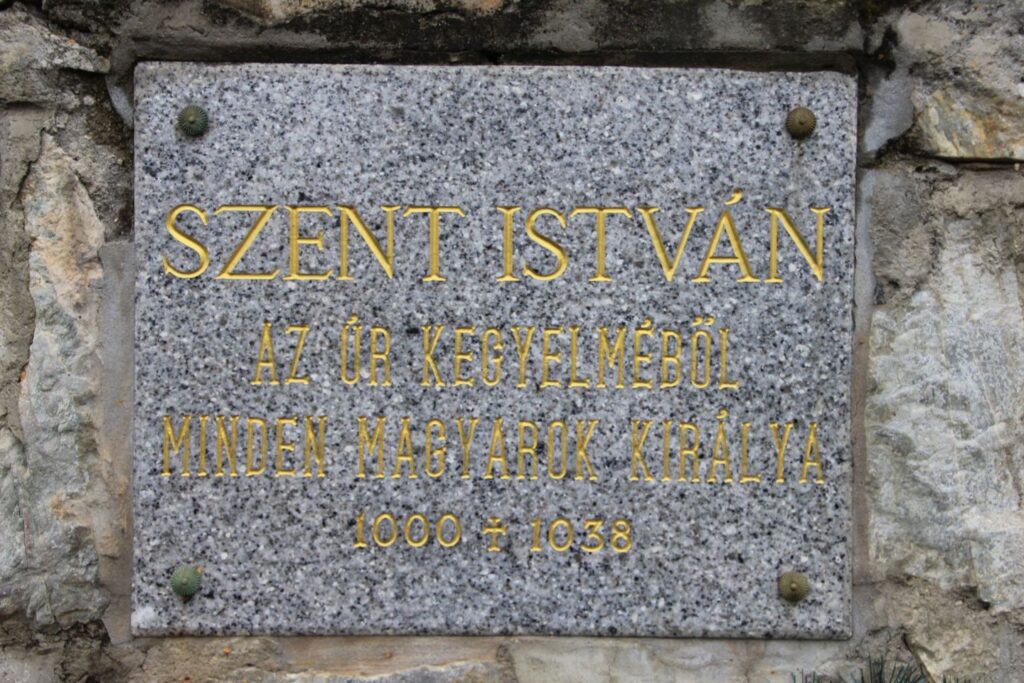 SZENT ISTVÁN
AZ ÚR KEGYELMÉBŐL
MINDEN MAGYAROK KIRÁLYA
1000 ✝ 1038